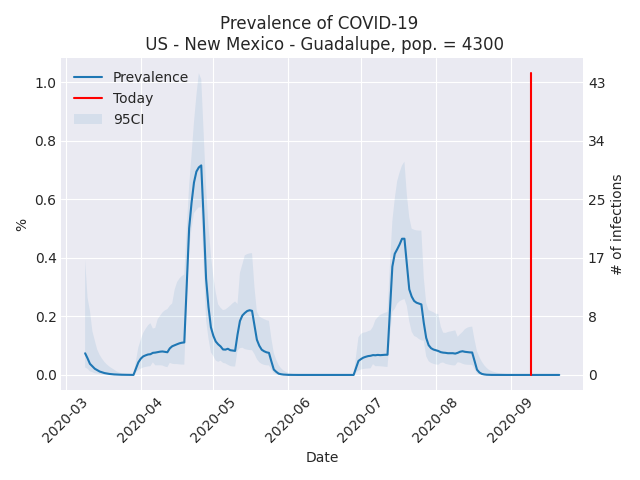 Prevalence of COVID-19
US - New Mexico - Guadalupe, pop. = 4300
Prevalence
Today
95CI
1.0
0.8
0.6
0.4
0.2
0.0
%
43
34
25
17
8
0
# of infections
2020-03
2020-04
2020-05
2020-06
2020-07
2020-08
2020-09
Date